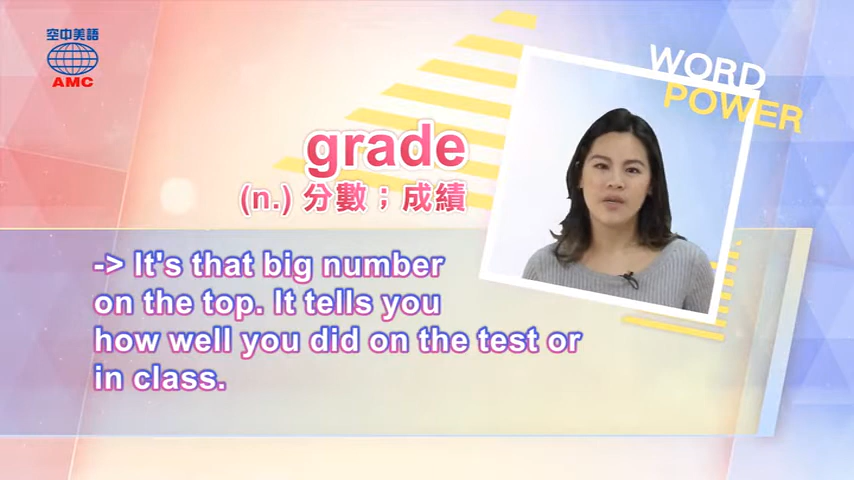 空中美語
AMC
WORD
POWER
grade
(n.) 分數；成績
-> It's that big number
on the top. It tells you
how well you did on the test or
in class.